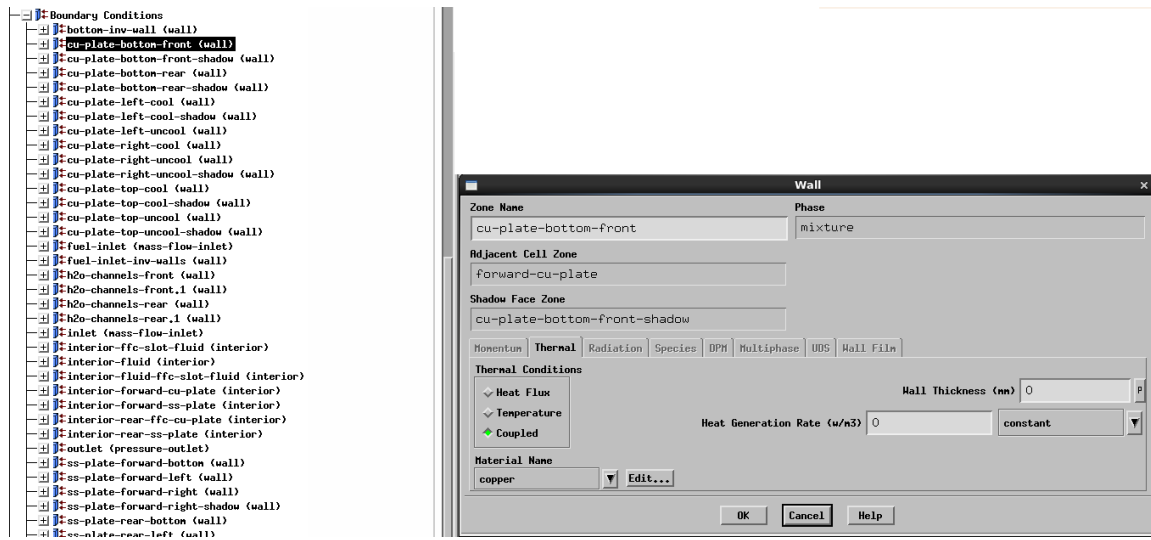 Boundary Conditions
bottom-inv-wall (wall)
cu-plate-bottom-front (wall)
cu-plate-bottom-front-shadow (wall)
cu-plate-bottom-rear (wall)
cu-plate-bottom-rear-shadow (wall)
cu-plate-left-cool (wall)
cu-plate-left-cool-shadow (wall)
cu-plate-left-uncool (wall)
cu-plate-right-cool (wall)
cu-plate-right-uncool (wall)
cu-plate-right-uncool-shadow (wall)
cu-plate-top-cool (wall)
cu-plate-top-cool-shadow (wall)
cu-plate-top-uncool (wall)
cu-plate-top-uncool-shadow (wall)
fuel-inlet (mass-flow-inlet)
fuel-inlet-inv-walls (wall)
h2o-channels-front (wall)
h2o-channels-front.1 (wall)
h2o-channels-rear (wall)
h2o-channels-rear.1 (wall)
inlet (mass-flow-inlet)
interior-ffc-slot-fluid (interior)
interior-fluid (interior)
interior-fluid-ffc-slot-fluid (interior)
interior-forward-cu-plate (interior)
interior-forward-ss-plate (interior)
interior-rear-ffc-cu-plate (interior)
interior-rear-ss-plate (interior)
outlet (pressure-outlet)
ss-plate-forward-bottom (wall)
ss-plate-forward-left (wall)
ss-plate-forward-right (wall)
ss-plate-forward-right-shadow (wall)
ss-plate-rear-bottom (wall)
ss-plate-rear-left (wall)
Wall
Zone Name Phase
cu-plate-bottom-front mixture
Adjacent Cell Zone
forward-cu-plate
Shadow Face Zone
cu-plate-bottom-front-shadow
Momentum Thermal Radiation Species DPM Multiphase UDS Wall Film
Thermal Conditions
Heat Flux Wall Thickness (mm) 0 P
Temperature Heat Generation Rate (w/m3) 0 constant
Coupled
Material Name
copper Edit...
OK Cancel Help